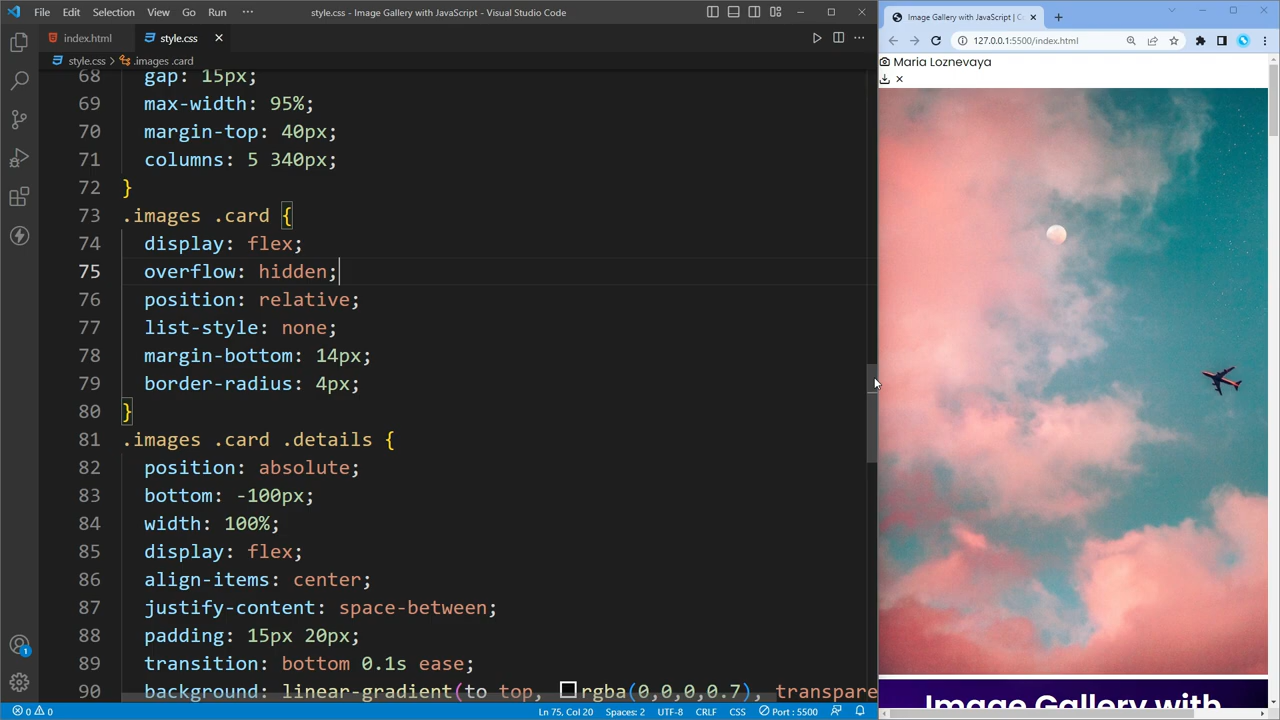 File Edit Selection View Go Run ··· style.css - Image Gallery with JavaScript - Visual Studio Code
index.html style.css
style.css > .images .card
68 gap: 15px;
69 max-width: 95%;
70 margin-top: 40px;
71 columns: 5 340px;
72 }
73 .images .card {
74 display: flex;
75 overflow: hidden;
76 position: relative;
77 list-style: none;
78 margin-bottom: 14px;
79 border-radius: 4px;
80 }
81 .images .card .details {
82 position: absolute;
83 bottom: -100px;
84 width: 100%;
85 display: flex;
86 align-items: center;
87 justify-content: space-between;
88 padding: 15px 20px;
89 transition: bottom 0.1s ease;
90 background: linear-gradient(to top, rgba(0,0,0,0.7), transpare
1
0 0 Ln 75, Col 20 Spaces: 2 UTF-8 CRLF CSS Port : 5500
Image Gallery with JavaScript | C
127.0.0.1:5500/index.html
Maria Loznevaya
Image Gallery with